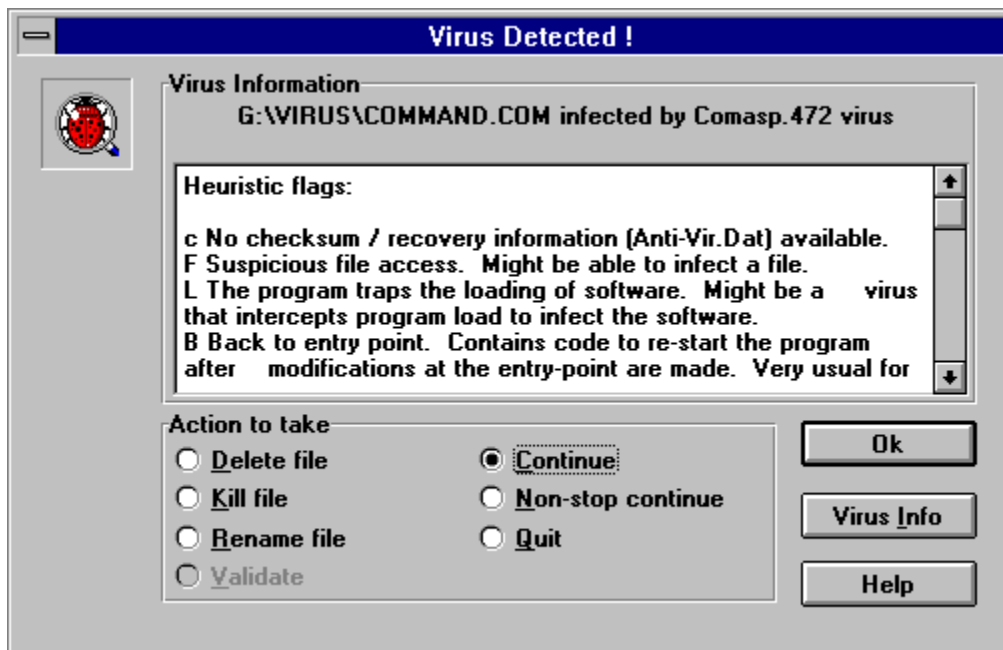 Virus Detected !
Virus Information
G:\VIRUS\COMMAND.COM infected by Comasp.472 virus
Heuristic flags:
c No checksum / recovery information (Anti-Vir.Dat) available.
F Suspicious file access.  Might be able to infect a file.
L The program traps the loading of software.  Might be a    virus
that intercepts program load to infect the software.
B Back to entry point.  Contains code to re-start the program
after    modifications at the entry-point are made.  Very usual for
Action to take
Delete file
Continue
Ok
Kill file
Non-stop continue
Virus Info
Rename file
Quit
Validate
Help